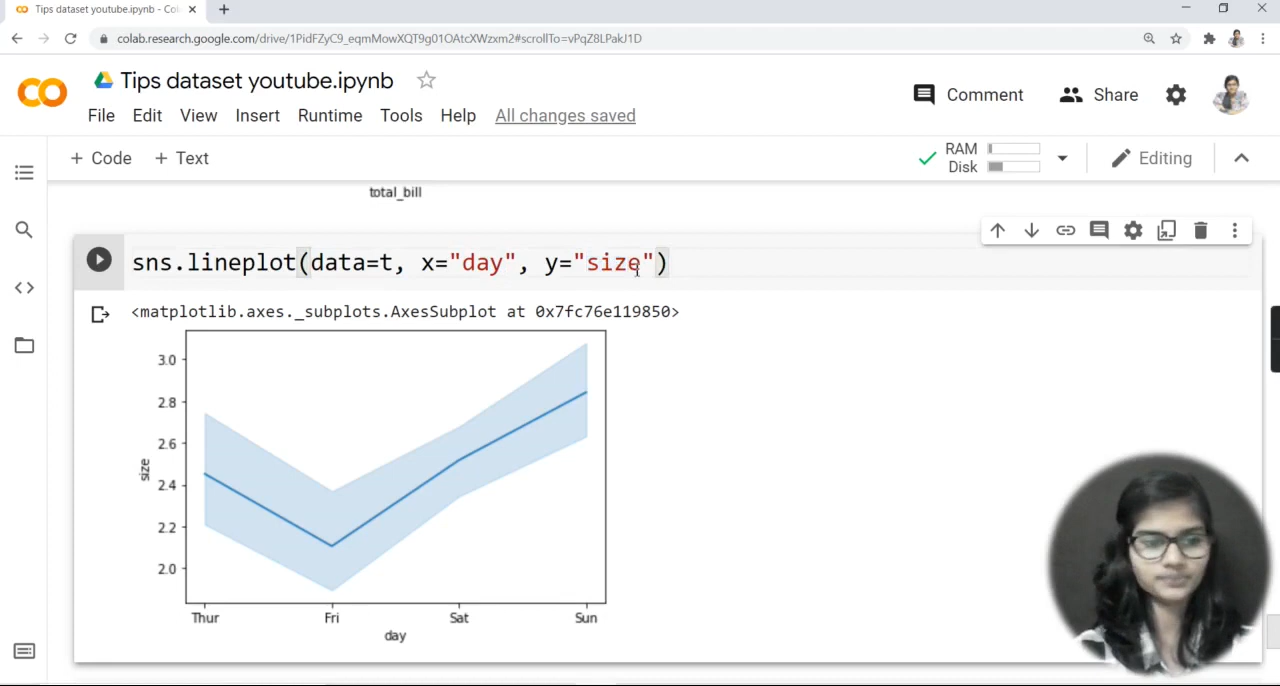 Tips dataset youtube.ipynb - Col
colab.research.google.com/drive/1PidFZyC9_eqmMowXQT9g01OAtcXWzxm2#scrollTo=vPqZ8LPakJ1D
Tips dataset youtube.ipynb
File Edit View Insert Runtime Tools Help All changes saved
Comment Share
+ Code + Text
RAM
Disk
Editing
total_bill
sns.lineplot(data=t, x="day", y="size")
<matplotlib.axes._subplots.AxesSubplot at 0x7fc76e119850>
3.0
2.8
2.6
2.4
2.2
2.0
size
Thur Fri Sat Sun
day